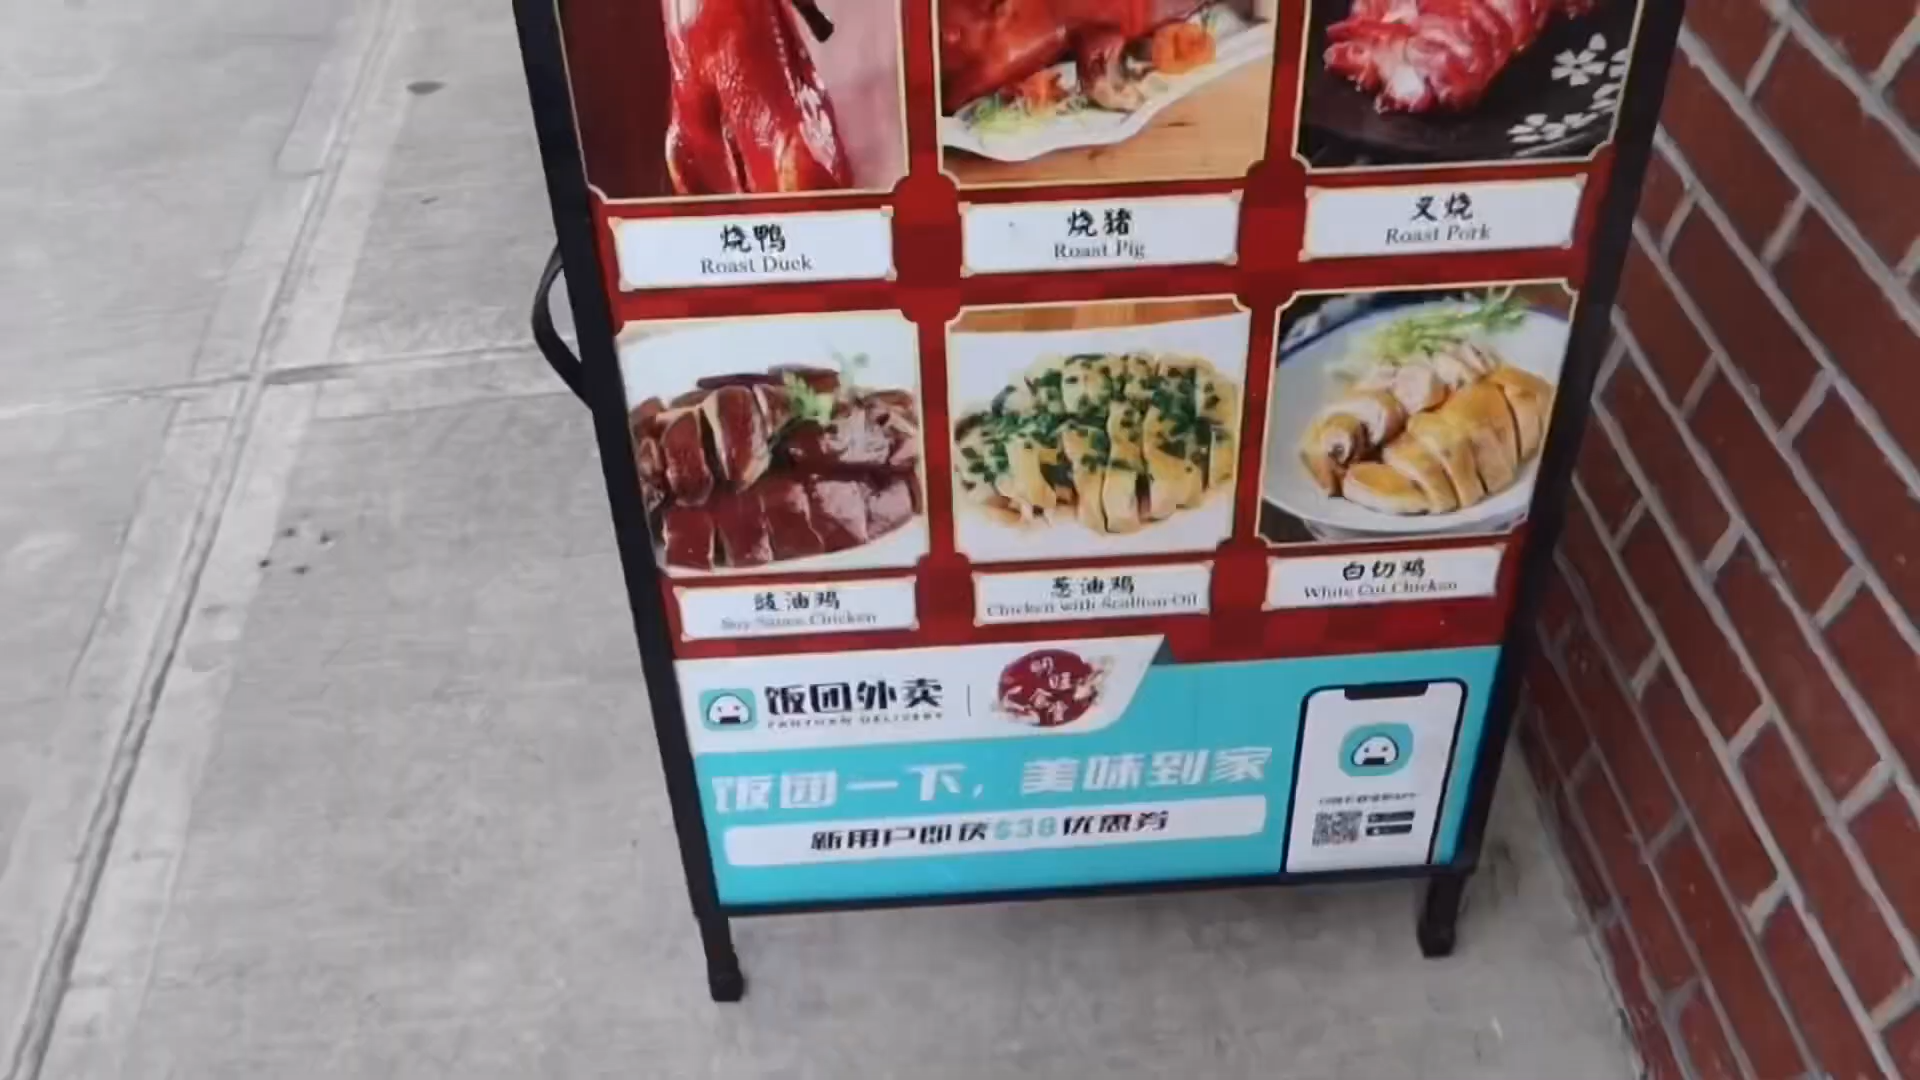 烧鸭
Roast Duck
烧猪
Roast Pig
叉烧
Roast Pork
豉油鸡
Soy Sauce Chicken
葱油鸡
Chicken with Scallion Oil
白切鸡
White Cut Chicken
饭团外卖
FANTUAN DELIVERY
饭团一下，美味到家
新用户即获$38优惠券